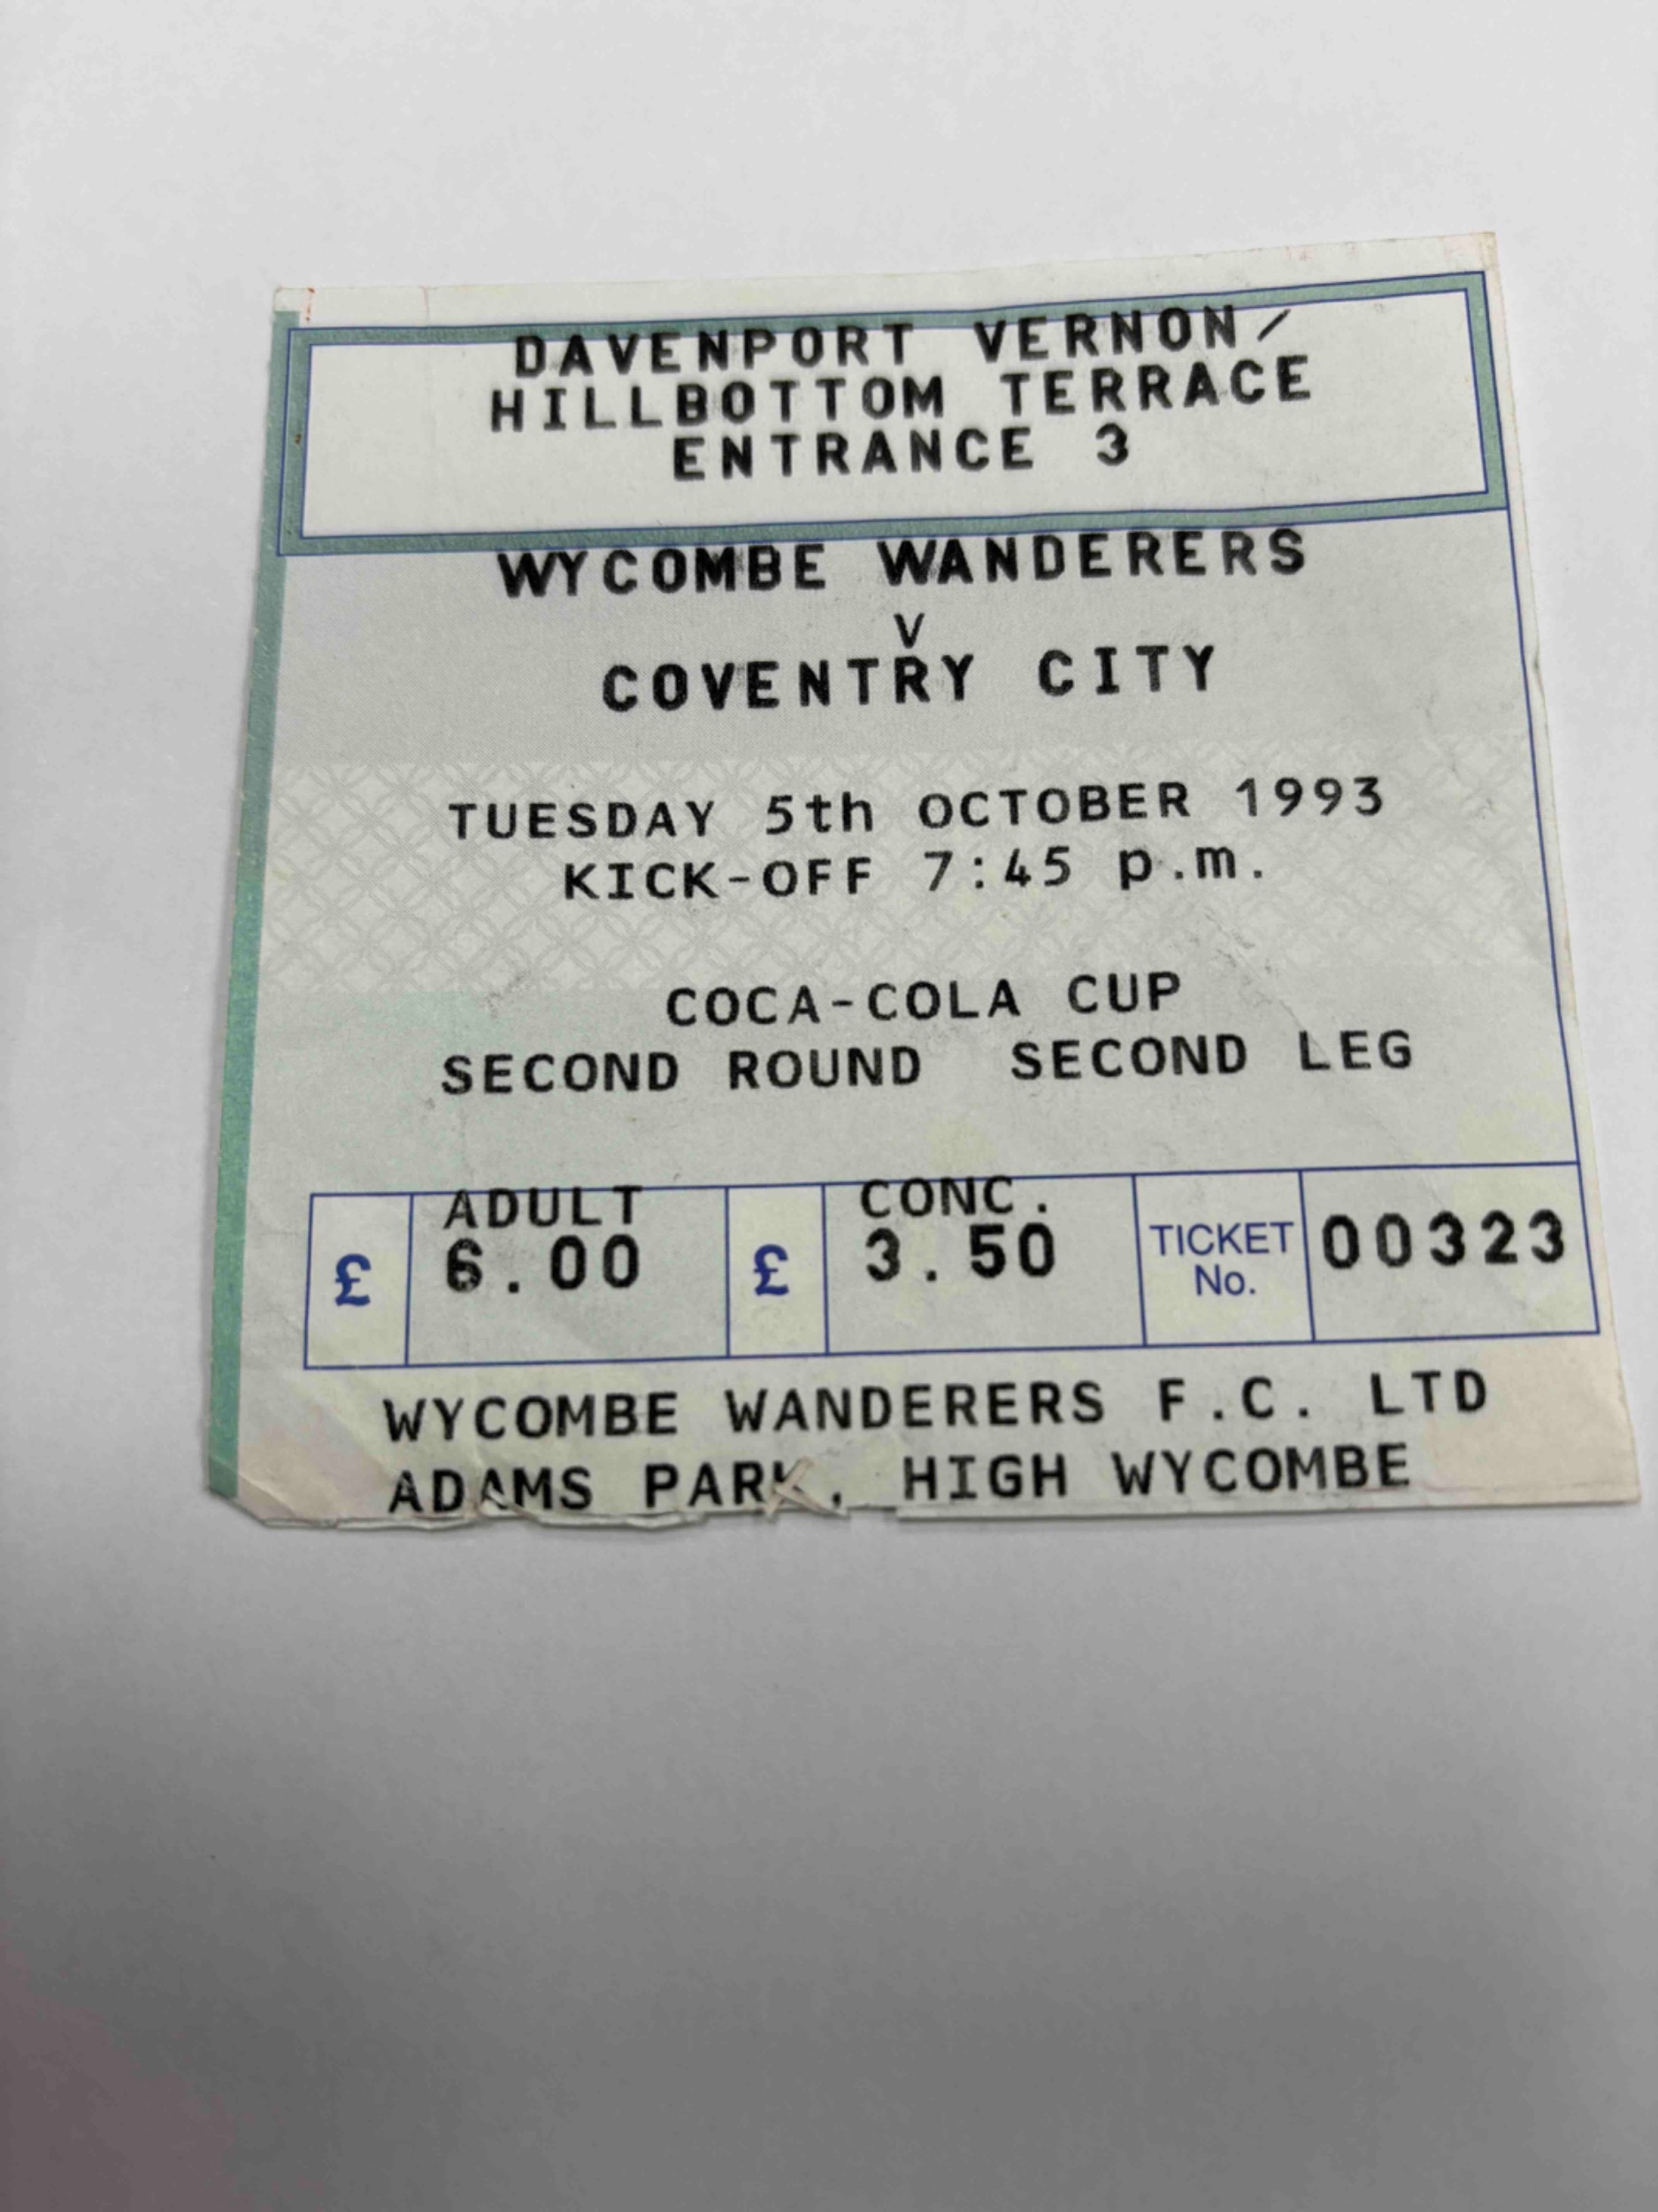 DAVENPORT VERNON/
HILLBOTTOM TERRACE
ENTRANCE 3
WYCOMBE WANDERERS
V
COVENTRY CITY
TUESDAY 5th OCTOBER 1993
KICK-OFF 7:45 p.m.
COCA-COLA CUP
SECOND ROUND SECOND LEG
£ ADULT 6.00 £ CONC. 3.50 TICKET No. 00323
WYCOMBE WANDERERS F.C. LTD
ADAMS PARK, HIGH WYCOMBE